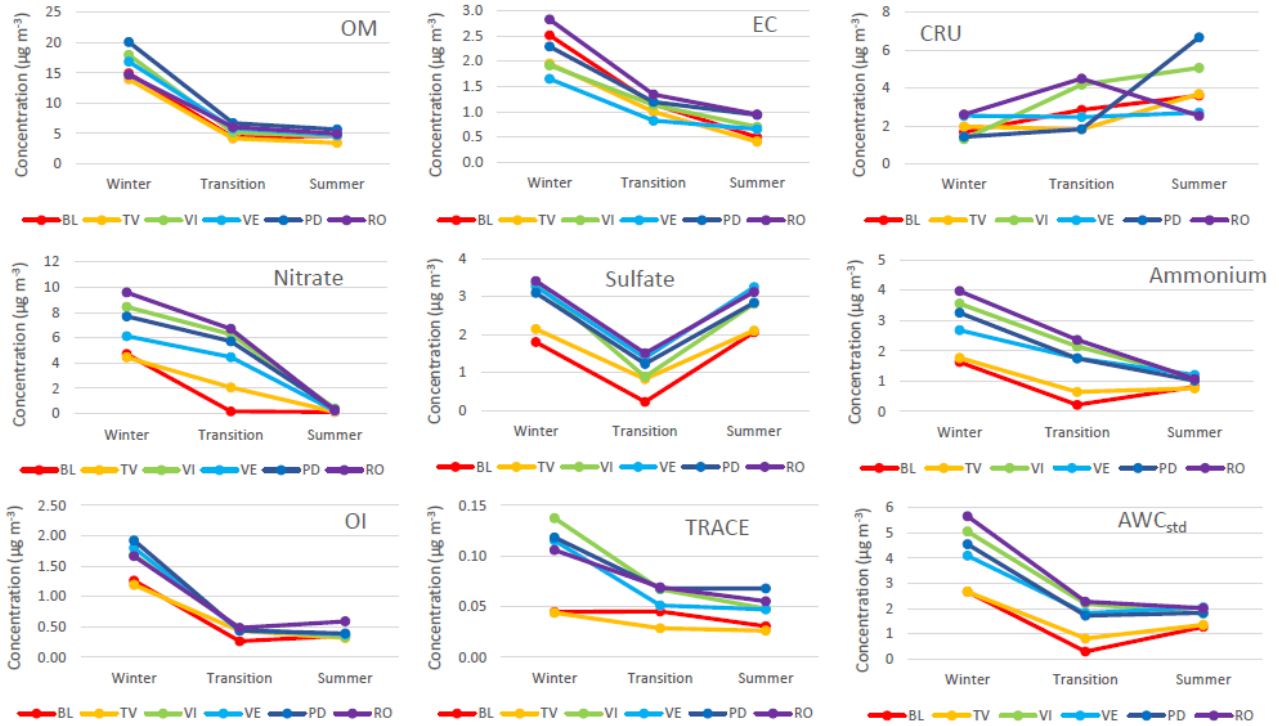 OM
Concentration (µg m⁻³)
25
20
15
10
5
0
Winter Transition Summer
BL TV VI VE PD RO
EC
Concentration (µg m⁻³)
3.0
2.5
2.0
1.5
1.0
0.5
0.0
Winter Transition Summer
BL TV VI VE PD RO
CRU
Concentration (µg m⁻³)
8
6
4
2
0
Winter Transition Summer
BL TV VI VE PD RO
Nitrate
Concentration (µg m⁻³)
12
10
8
6
4
2
0
Winter Transition Summer
BL TV VI VE PD RO
Sulfate
Concentration (µg m⁻³)
4
3
2
1
0
Winter Transition Summer
BL TV VI VE PD RO
Ammonium
Concentration (µg m⁻³)
5
4
3
2
1
0
Winter Transition Summer
BL TV VI VE PD RO
OI
Concentration (µg m⁻³)
2.50
2.00
1.50
1.00
0.50
0.00
Winter Transition Summer
BL TV VI VE PD RO
TRACE
Concentration (µg m⁻³)
0.15
0.10
0.05
0.00
Winter Transition Summer
BL TV VI VE PD RO
AWCstd
Concentration (µg m⁻³)
6
5
4
3
2
1
0
Winter Transition Summer
BL TV VI VE PD RO